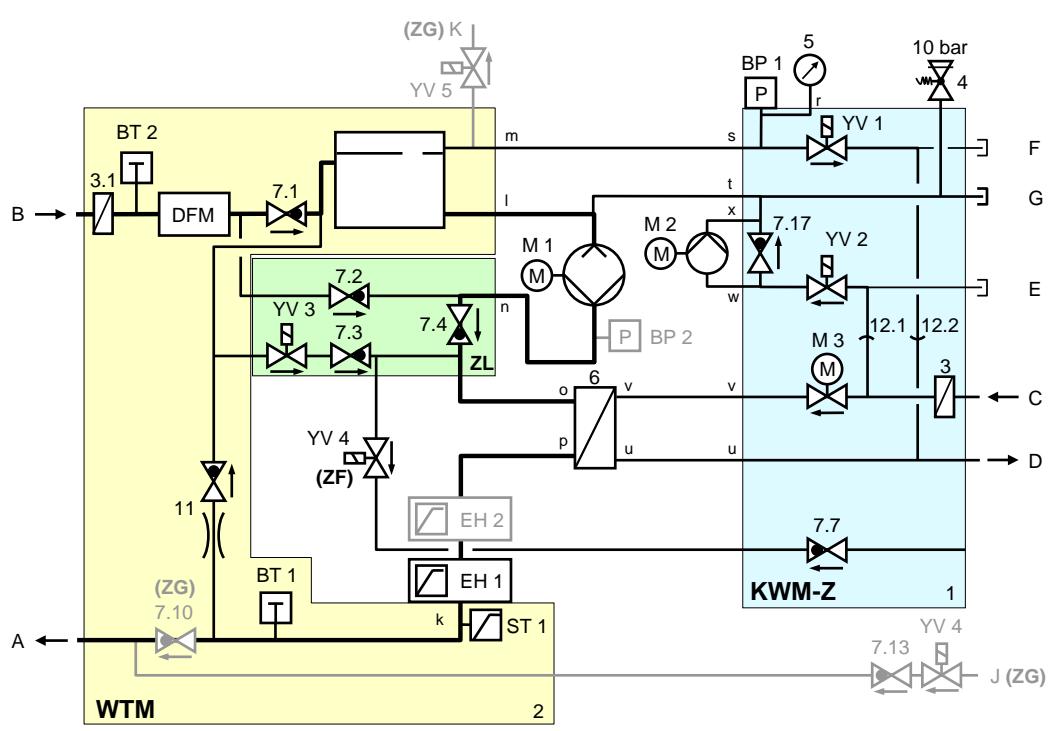 (ZG) K
5
10 bar
BP 1
P
4
YV 5
r
YV 1
BT 2
m
s
F
3.1
7.1
t
B
DFM
l
x
G
M 2
7.17
M 1
YV 2
M
M
7.2
w
E
YV 3
n
7.4
12.1
12.2
7.3
P
BP 2
M 3
ZL
M
6
3
o
v
v
C
YV 4
p
u
u
D
(ZF)
11
EH 2
7.7
(ZG)
BT 1
EH 1
KWM-Z
1
7.10
k
ST 1
YV 4
A
7.13
J (ZG)
WTM
2